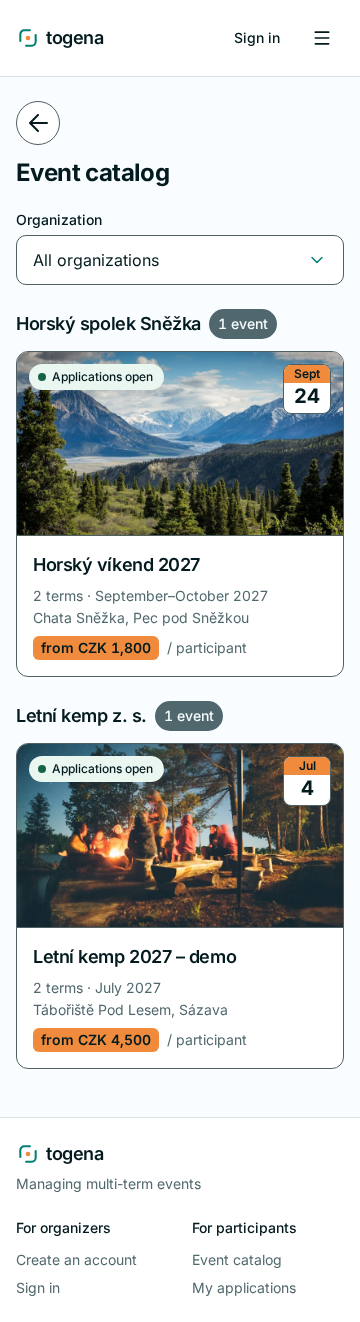 togena
Sign in
Event catalog
Organization
All organizations
Horský spolek Sněžka
1 event
Applications open
Sept
24
Horský víkend 2027
2 terms · September–October 2027
Chata Sněžka, Pec pod Sněžkou
from CZK 1,800 / participant
Letní kemp z. s.
1 event
Applications open
Jul
4
Letní kemp 2027 – demo
2 terms · July 2027
Tábořiště Pod Lesem, Sázava
from CZK 4,500 / participant
togena
Managing multi-term events
For organizers
Create an account
Sign in
For participants
Event catalog
My applications